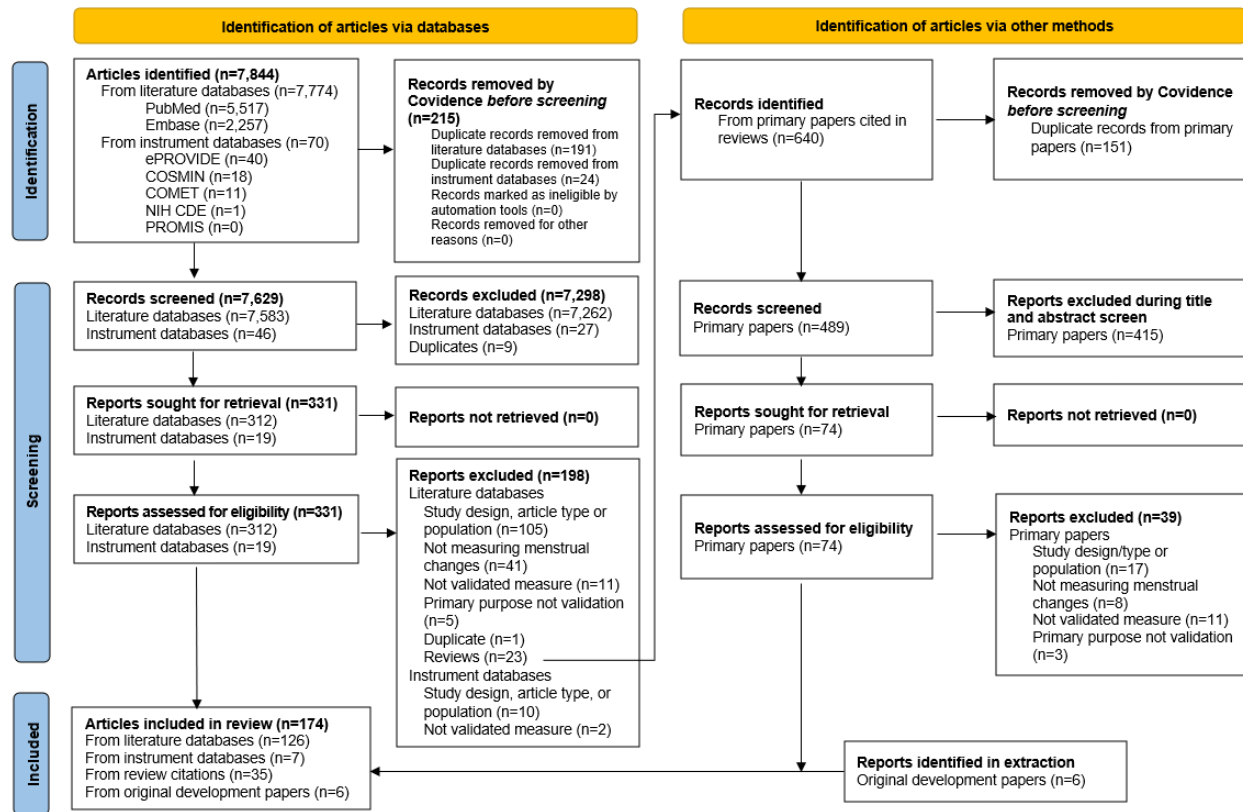 Identification of articles via databases
Identification of articles via other methods
Identification
Articles identified (n=7,844)
From literature databases (n=7,774)
PubMed (n=5,517)
Embase (n=2,257)
From instrument databases (n=70)
ePROVIDE (n=40)
COSMIN (n=18)
COMET (n=11)
NIH CDE (n=1)
PROMIS (n=0)
Records removed by
Covidence before screening
(n=215)
Duplicate records removed from
literature databases (n=191)
Duplicate records removed from
instrument databases (n=24)
Records marked as ineligible by
automation tools (n=0)
Records removed for other
reasons (n=0)
Records identified
From primary papers cited in
reviews (n=640)
Records removed by Covidence
before screening
Duplicate records from primary
papers (n=151)
Screening
Records screened (n=7,629)
Literature databases (n=7,583)
Instrument databases (n=46)
Records excluded (n=7,298)
Literature databases (n=7,262)
Instrument databases (n=27)
Duplicates (n=9)
Records screened
Primary papers (n=489)
Reports excluded during title
and abstract screen
Primary papers (n=415)
Reports sought for retrieval (n=331)
Literature databases (n=312)
Instrument databases (n=19)
Reports not retrieved (n=0)
Reports sought for retrieval
Primary papers (n=74)
Reports not retrieved (n=0)
Reports assessed for eligibility (n=331)
Literature databases (n=312)
Instrument databases (n=19)
Reports excluded (n=198)
Literature databases
Study design, article type or
population (n=105)
Not measuring menstrual
changes (n=41)
Not validated measure (n=11)
Primary purpose not validation
(n=5)
Duplicate (n=1)
Reviews (n=23)
Instrument databases
Study design, article type, or
population (n=10)
Not validated measure (n=2)
Reports assessed for eligibility
Primary papers (n=74)
Reports excluded (n=39)
Primary papers
Study design/type or
population (n=17)
Not measuring menstrual
changes (n=8)
Not validated measure (n=11)
Primary purpose not validation
(n=3)
Included
Articles included in review (n=174)
From literature databases (n=126)
From instrument databases (n=7)
From review citations (n=35)
From original development papers (n=6)
Reports identified in extraction
Original development papers (n=6)